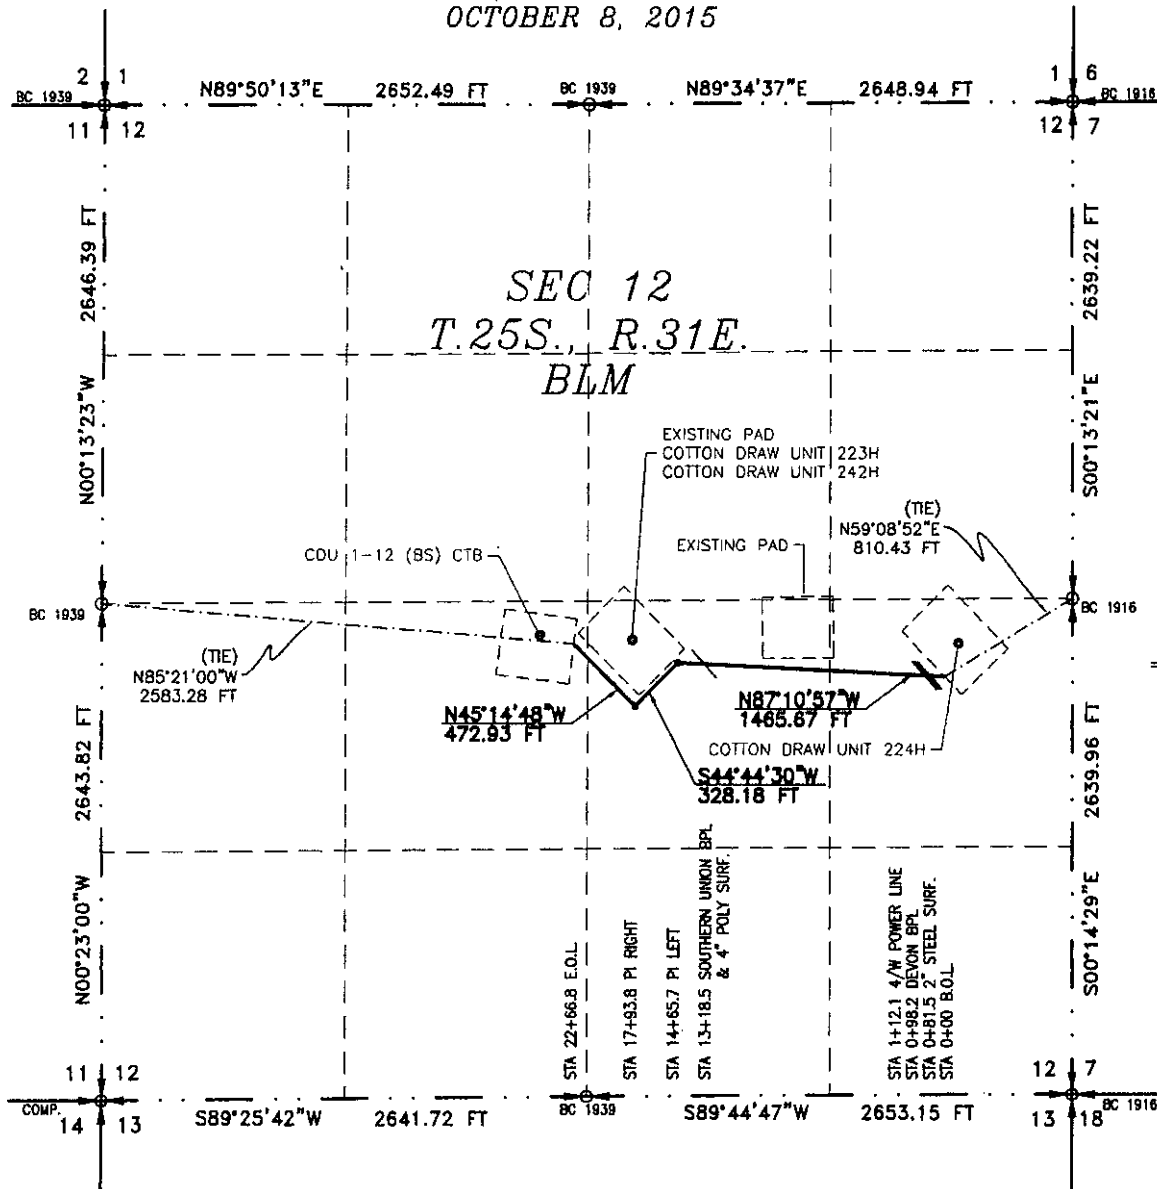 OCTOBER 8, 2015
2 1
1 6
BC 1939
N89°50'13"E 2652.49 FT
BC 1939
N89°34'37"E 2648.94 FT
BC 1916
11 12
12 7
2646.39 FT
2639.22 FT
SEC 12
T.25S., R.31E.
BLM
N00°13'23"W
S00°13'21"E
EXISTING PAD
COTTON DRAW UNIT 223H
COTTON DRAW UNIT 242H
(TIE)
N59°08'52"E
810.43 FT
CDU 1-12 (BS) CTB
EXISTING PAD
BC 1939
BC 1916
(TIE)
N85°21'00"W
2583.28 FT
N45°14'48"W
472.93 FT
N87°10'57"W
1465.67 FT
COTTON DRAW UNIT 224H
S44°44'30"W
328.18 FT
2643.82 FT
2639.96 FT
N00°23'00"W
S00°14'29"E
STA 22+66.8 E.O.L.
STA 17+93.8 PI RIGHT
STA 14+65.7 PI LEFT
STA 13+18.5 SOUTHERN UNION BPL
& 4" POLY SURF.
STA 1+12.1 4/W POWER LINE
STA 0+98.2 DEVON BPL
STA 0+81.5 2" STEEL SURF.
STA 0+00 B.O.L.
11 12
12 7
COMP.
14 13
S89°25'42"W 2641.72 FT
BC 1939
S89°44'47"W 2653.15 FT
13 18
BC 1916